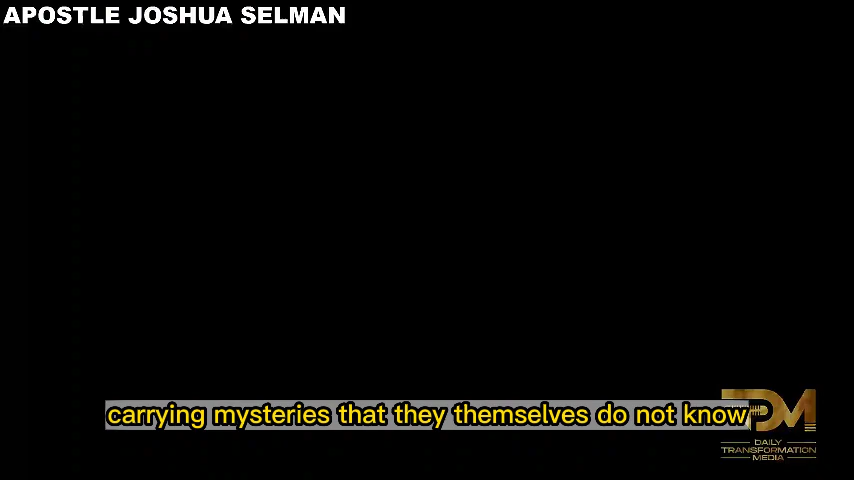 APOSTLE JOSHUA SELMAN
carrying mysteries that they themselves do not know
DAILY
TRANSFORMATION
MEDIA